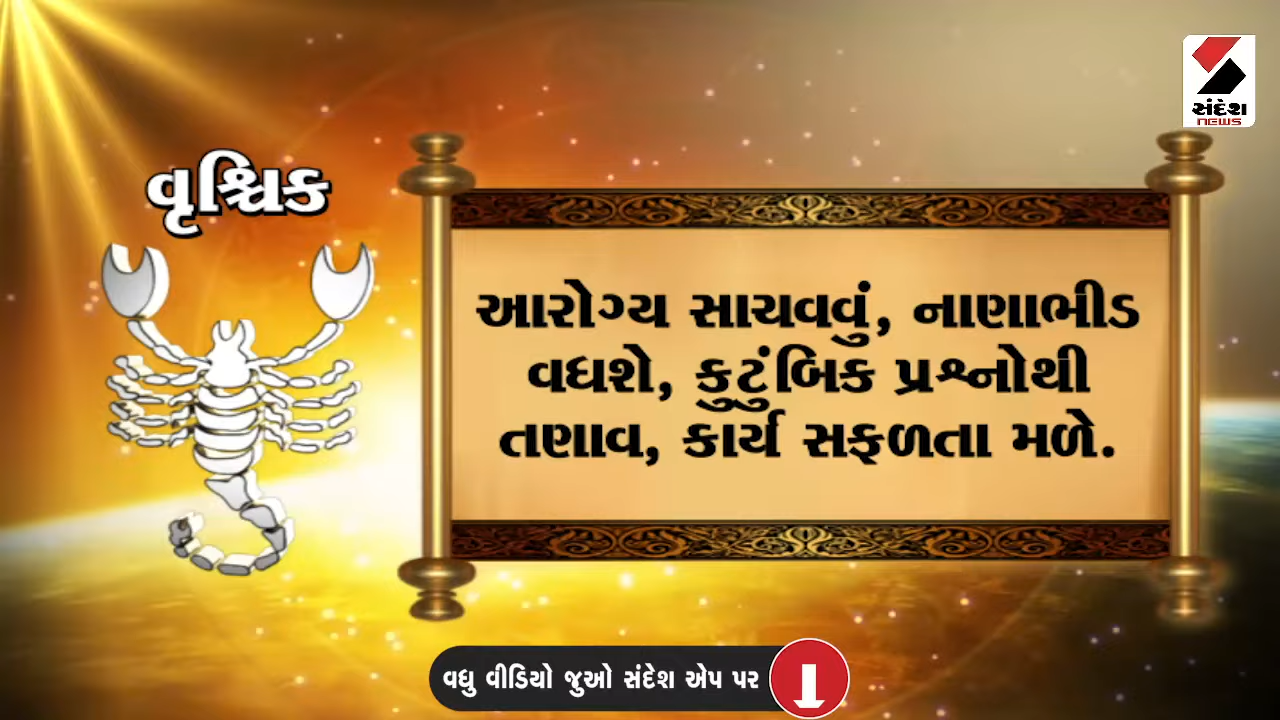 સંદેશ
NEWS
વૃશ્ચિક
આરોગ્ય સાચવવું, નાણાભીડ
વધશે, કુટુંબિક પ્રશ્નોથી
તણાવ, કાર્ય સફળતા મળે.
વધુ વીડિયો જુઓ સંદેશ એપ પર